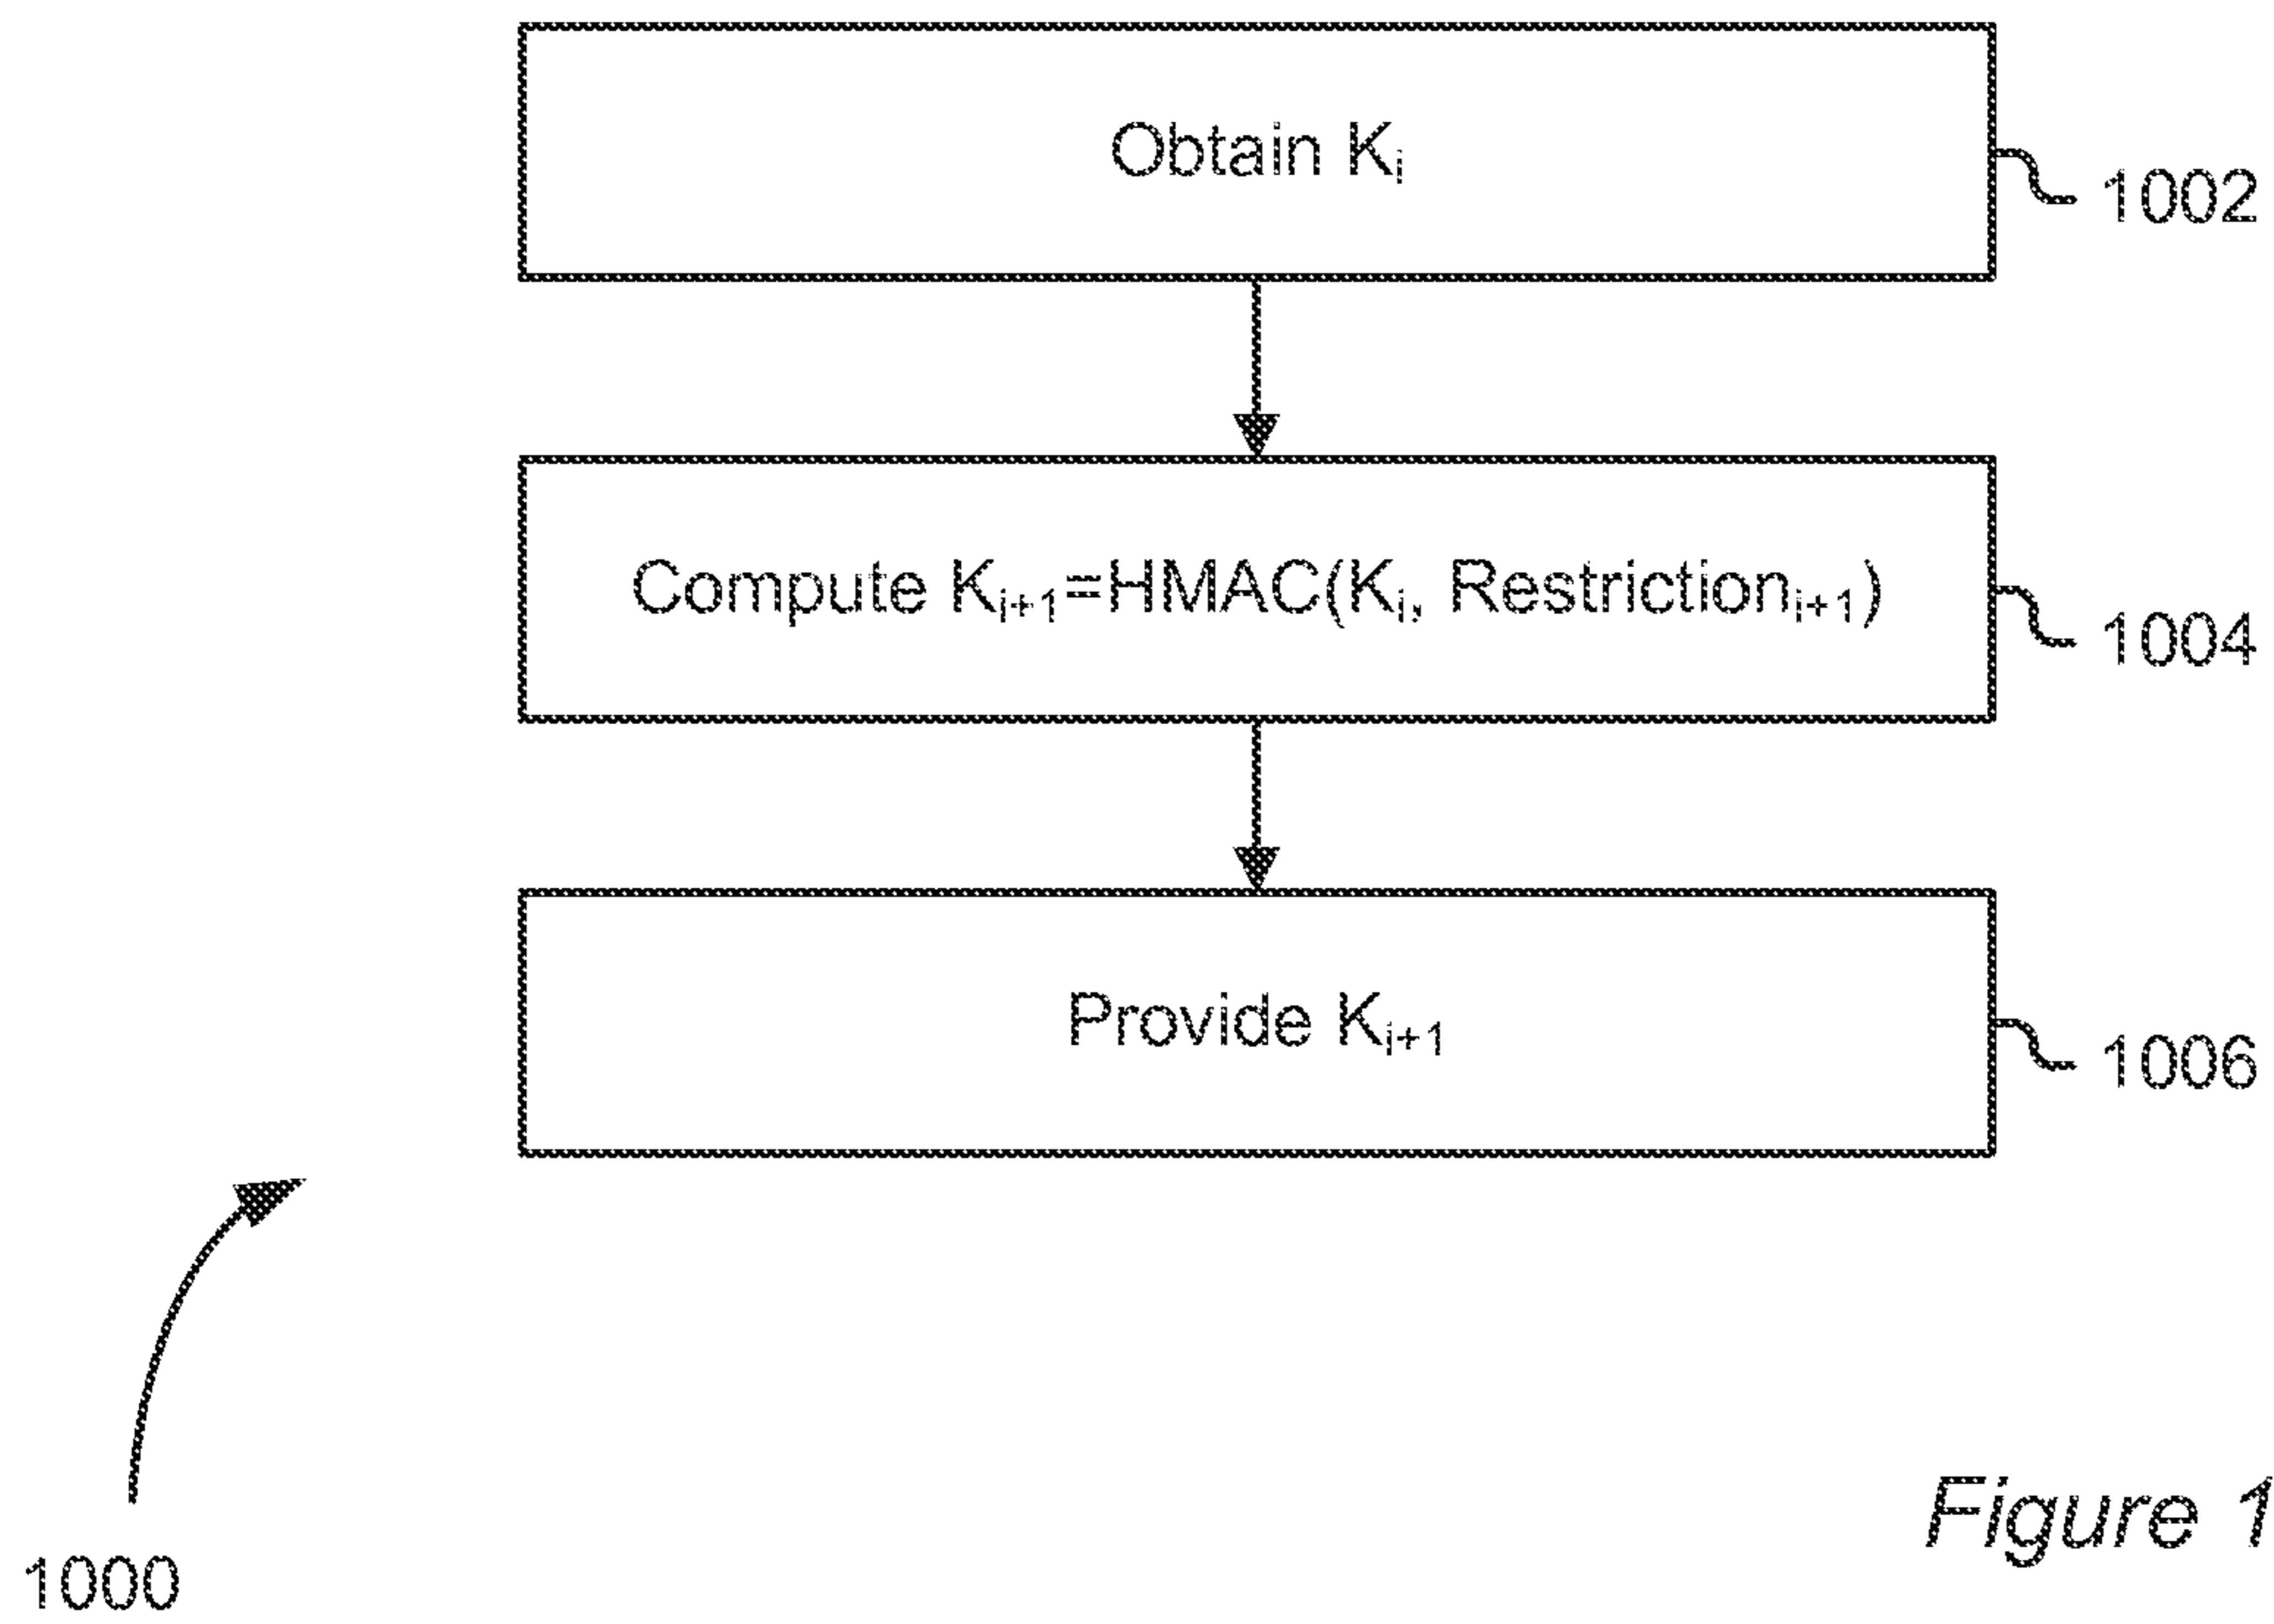 Obtain Kᵢ
1002
Compute Kᵢ₊₁=HMAC(Kᵢ, Restrictionᵢ₊₁)
1004
Provide Kᵢ₊₁
1006
1000
Figure 1